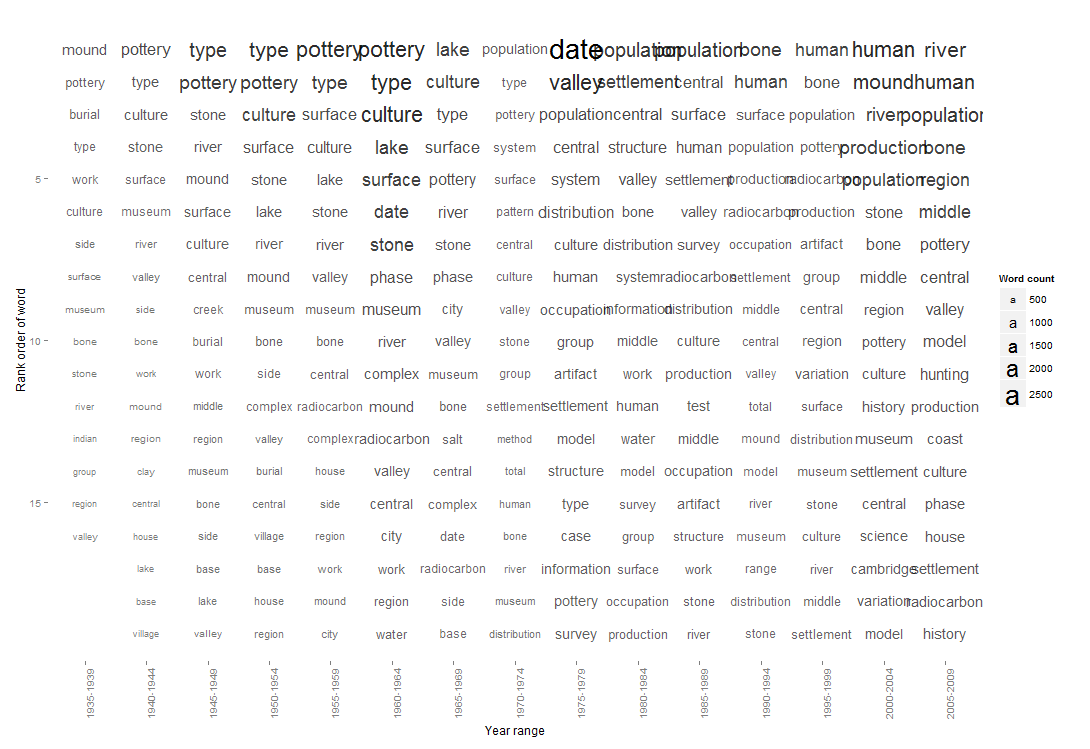 mound pottery type type pottery pottery lake population date population population bone human human river
pottery type pottery pottery type type culture type valley settlement central human bone mound human
burial culture stone culture surface culture type pottery population central surface surface population river population
type stone river surface culture lake surface system central structure human population pottery production bone
5 work surface mound stone lake surface pottery surface system valley settlement production radiocarbon population region
culture museum surface lake stone date river pattern distribution bone valley radiocarbon production stone middle
side river culture river river stone stone central culture distribution survey occupation artifact bone pottery
surface valley central mound valley phase phase culture human system radiocarbon settlement group middle central
Word count
museum side creek museum museum museum city valley occupation information distribution middle central region valley
a 500
a 1000
10 bone bone burial bone bone river valley stone group middle culture central region pottery model
a 1500
a 2000
stone work work side central complex museum group artifact work production valley variation culture hunting
a 2500
river mound middle complex radiocarbon mound bone settlement settlement human test total surface history production
indian region region valley complex radiocarbon salt method model water middle mound distribution museum coast
group clay museum burial house valley central total structure model occupation model museum settlement culture
15 region central bone central side central complex human type survey artifact river stone central phase
valley house side village region city date bone case group structure museum culture science house
lake base base work work radiocarbon river information surface work range river cambridge settlement
base lake house mound region side museum pottery occupation stone distribution middle variation radiocarbon
village valley region city water base distribution survey production river stone settlement model history
1935-1939 1940-1944 1945-1949 1950-1954 1955-1959 1960-1964 1965-1969 1970-1974 1975-1979 1980-1984 1985-1989 1990-1994 1995-1999 2000-2004 2005-2009
Year range
Rank order of word